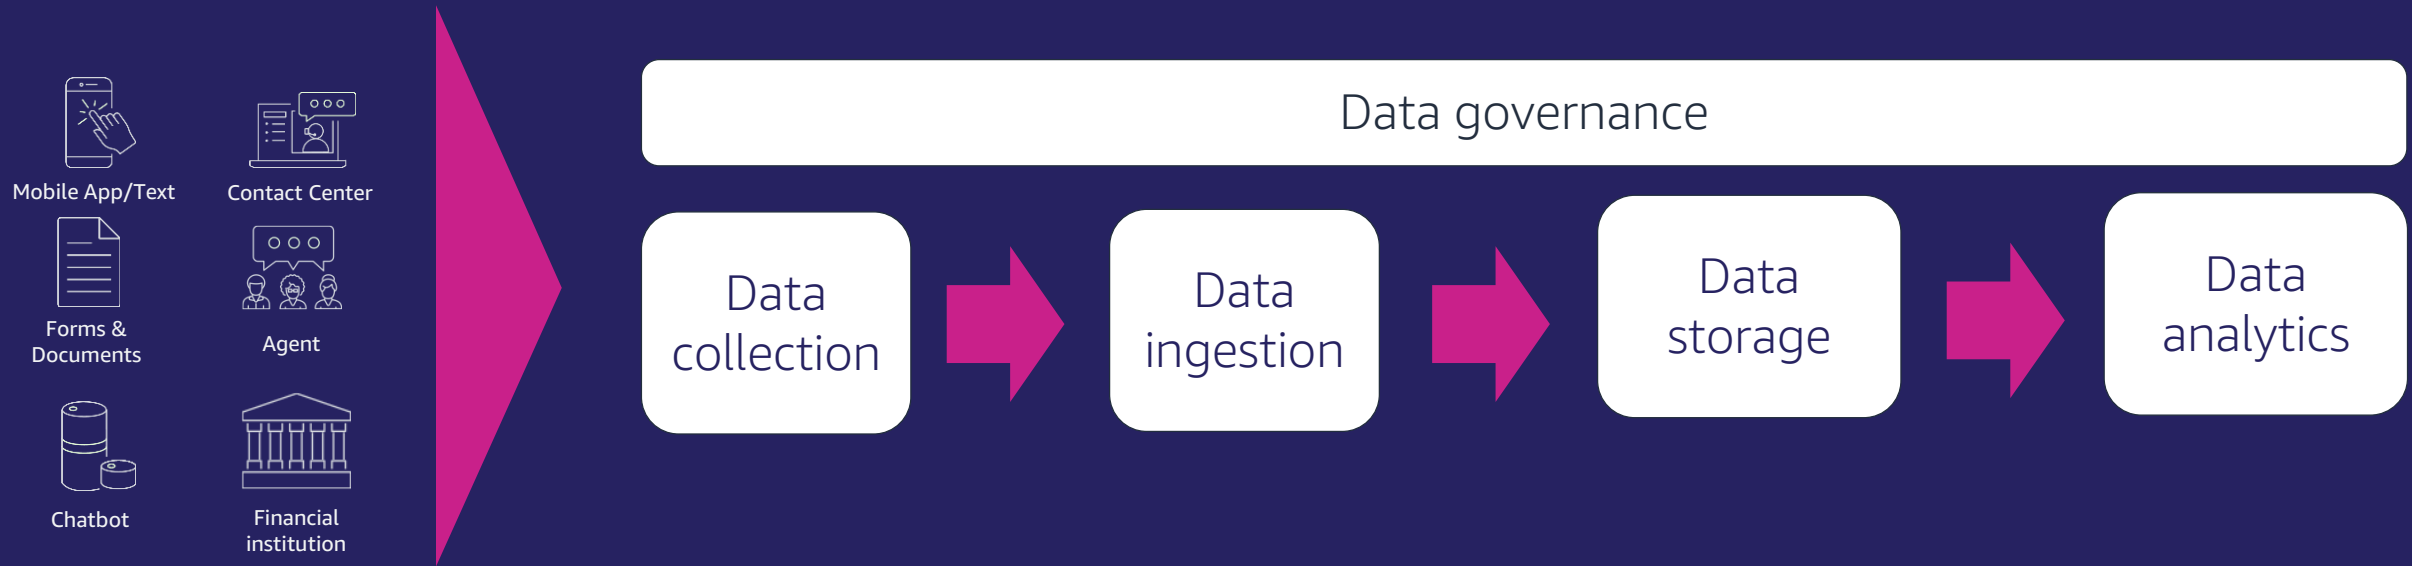 Mobile App/Text
Contact Center
Forms &
Documents
Agent
Chatbot
Financial
institution
Data governance
Data
collection
Data
ingestion
Data
storage
Data
analytics